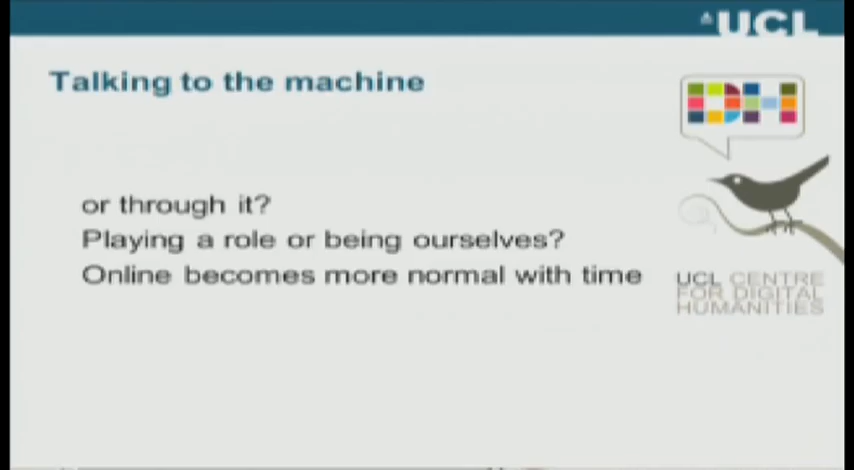 UCL
Talking to the machine
DH
or through it?
Playing a role or being ourselves?
Online becomes more normal with time
UCL CENTRE
FOR DIGITAL
HUMANITIES